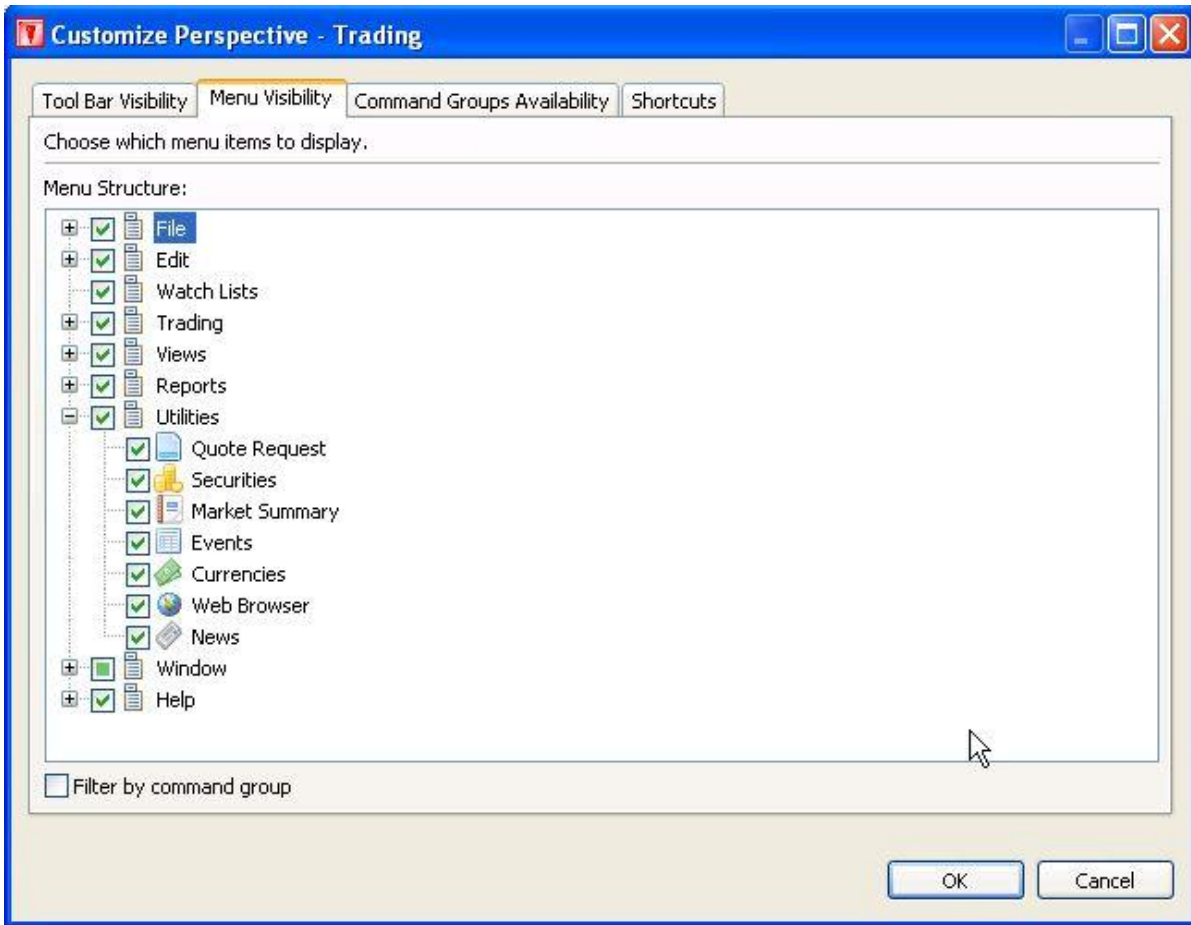 Customize Perspective - Trading
Tool Bar Visibility Menu Visibility Command Groups Availability Shortcuts
Choose which menu items to display.
Menu Structure:
File
Edit
Watch Lists
Trading
Views
Reports
Utilities
Quote Request
Securities
Market Summary
Events
Currencies
Web Browser
News
Window
Help
Filter by command group
OK Cancel